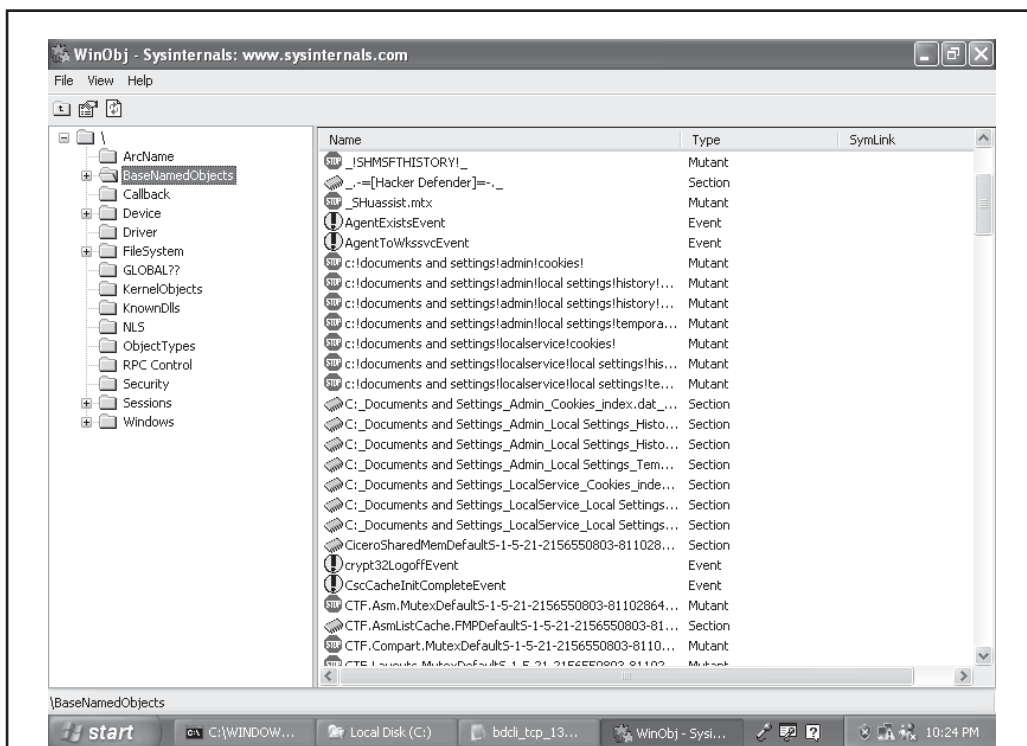 WinObj - Sysinternals: www.sysinternals.com
File View Help
\
ArcName
BaseNamedObjects
Callback
Device
Driver
FileSystem
GLOBAL??
KernelObjects
KnownDlls
NLS
ObjectTypes
RPC Control
Security
Sessions
Windows
Name Type SymLink
_!SHMSFTHISTORY!_ Mutant
_.-=[Hacker Defender]=-._ Section
_SHuassist.mtx Mutant
AgentExistsEvent Event
AgentToWkssvcEvent Event
c:!documents and settings!admin!cookies! Mutant
c:!documents and settings!admin!local settings!history!... Mutant
c:!documents and settings!admin!local settings!history!... Mutant
c:!documents and settings!admin!local settings!tempora... Mutant
c:!documents and settings!localservice!cookies! Mutant
c:!documents and settings!localservice!local settings!his... Mutant
c:!documents and settings!localservice!local settings!te... Mutant
C:_Documents and Settings_Admin_Cookies_index.dat_... Section
C:_Documents and Settings_Admin_Local Settings_Histo... Section
C:_Documents and Settings_Admin_Local Settings_Histo... Section
C:_Documents and Settings_Admin_Local Settings_Tem... Section
C:_Documents and Settings_LocalService_Cookies_inde... Section
C:_Documents and Settings_LocalService_Local Settings... Section
C:_Documents and Settings_LocalService_Local Settings... Section
CiceroSharedMemDefaultS-1-5-21-2156550803-811028... Section
crypt32LogoffEvent Event
CscCacheInitCompleteEvent Event
CTF.Asm.MutexDefaultS-1-5-21-2156550803-81102864... Mutant
CTF.AsmListCache.FMPDefaultS-1-5-21-2156550803-81... Section
CTF.Compart.MutexDefaultS-1-5-21-2156550803-8110... Mutant
CTF.Layouts.MutexDefaultS-1-5-21-2156550803-81102... Mutant
\BaseNamedObjects
start C:\WINDOW... Local Disk (C:) bdcli_tcp_13... WinObj - Sysi... 10:24 PM